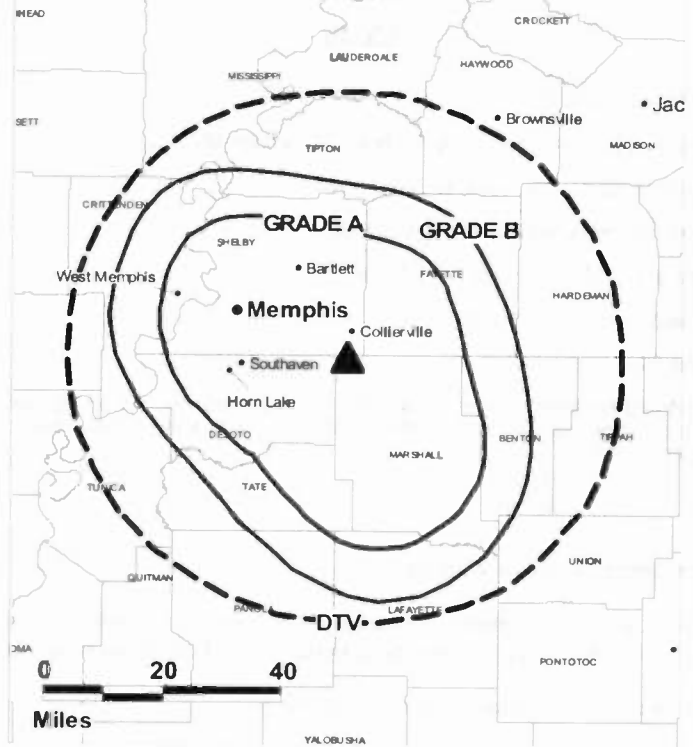 CROCKETT
LAUDERDALE
HAYWOOD
MISSISSIPPI
Jac
Brownsville
SETT
MADISON
TIPTON
CRITTENDEN
GRADE A
GRADE B
SHELBY
Bartlett
FAYETTE
West Memphis
HARDEMAN
Memphis
Collierville
Southaven
Horn Lake
DESOTO
BENTON
TIPPAH
MARSHALL
TATE
TUNICA
UNION
QUITMAN
PANOLA
LAFAYETTE
DTV
OMA
0 20 40
PONTOTOC
Miles
YALOBUSHA